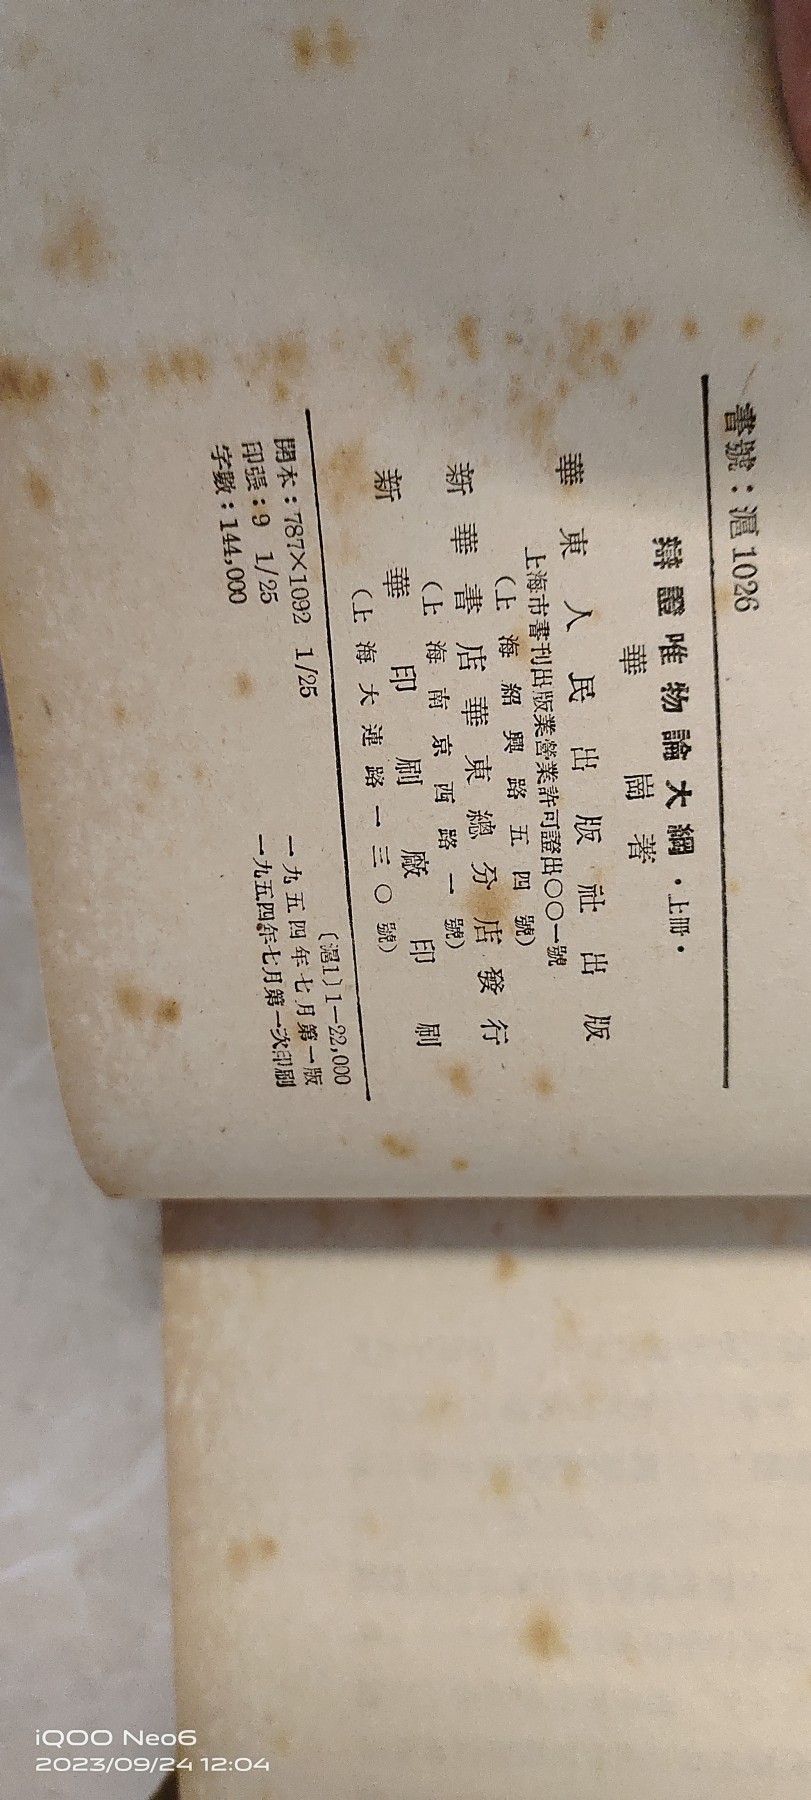 書號：滬1026
辯證唯物論大綱·上冊·
華崗著
華東人民出版社出版
上海市書刊出版業營業許可證出〇〇一號
（上海紹興路五四號）
新華書店華東總分店發行
（上海南京西路一號）
新華印刷廠印刷
（上海大連路一三〇號）
開本：787×1092 1/25
印張：9 1/25
字數：144,000
〔滬1〕1—22,000
一九五四年七月第一版
一九五四年七月第一次印刷
iQOO Neo6
2023/09/24 12:04